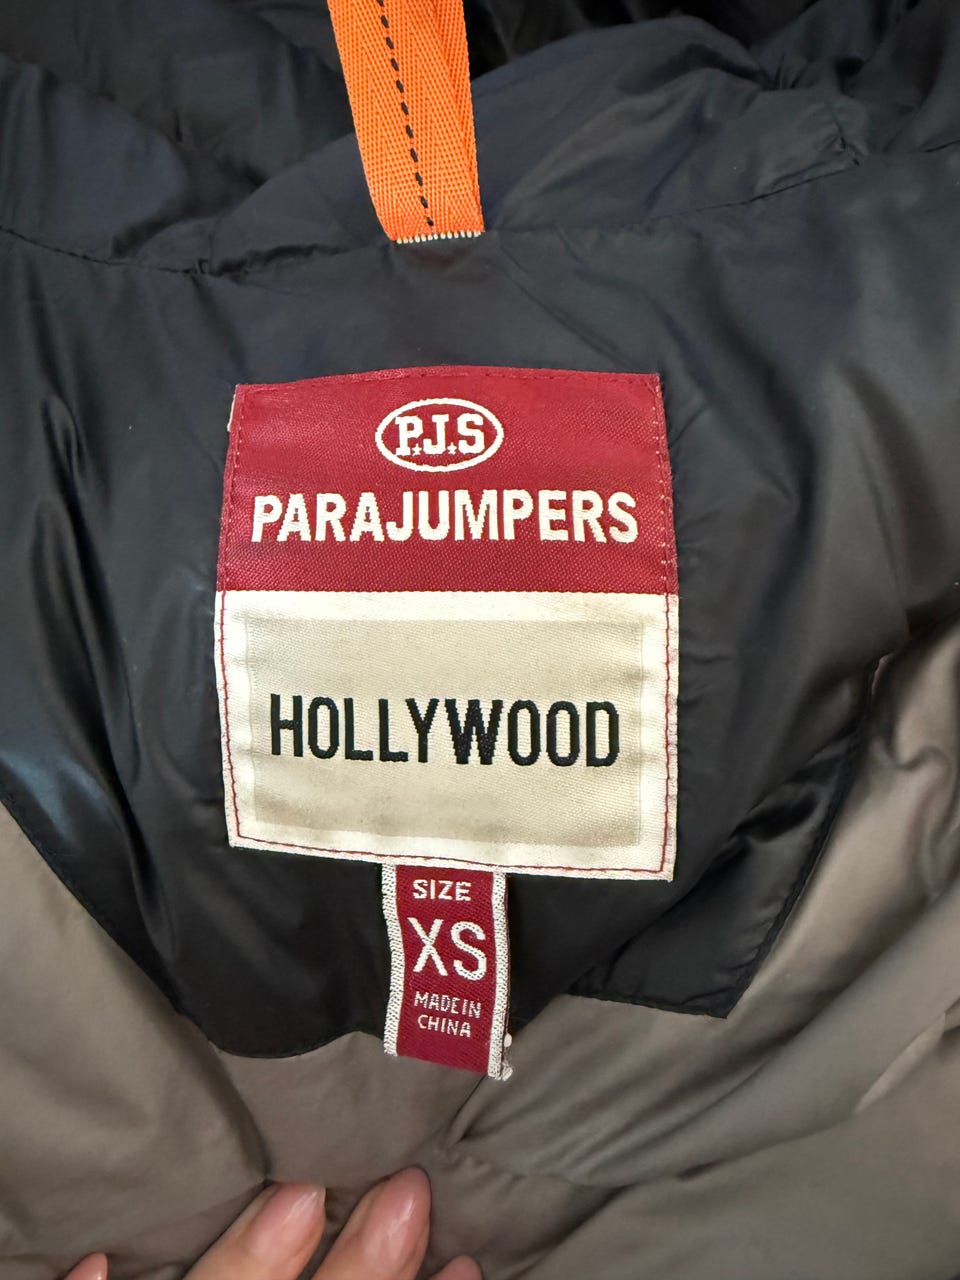 P.J.S
PARAJUMPERS
HOLLYWOOD
SIZE
XS
MADE IN
CHINA